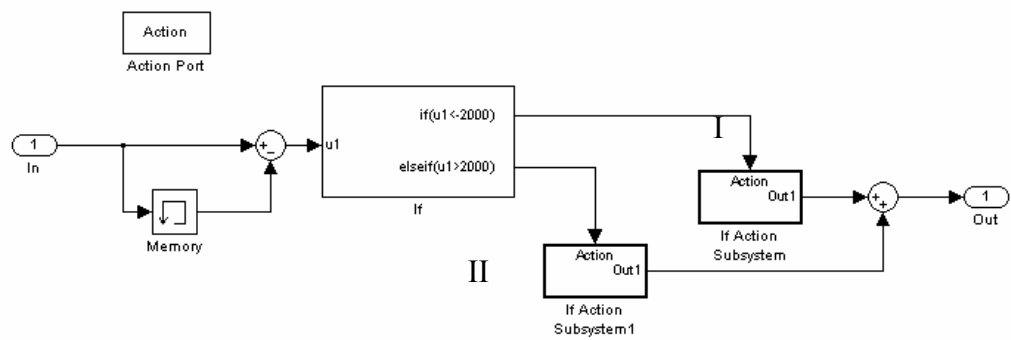 Action
Action Port
if(u1<-2000)
I
1
+
-
u1
In
elseif(u1>2000)
Action
Out1
+
+
1
If
Out
Memory
If Action
Subsystem
II
Action
Out1
If Action
Subsystem1